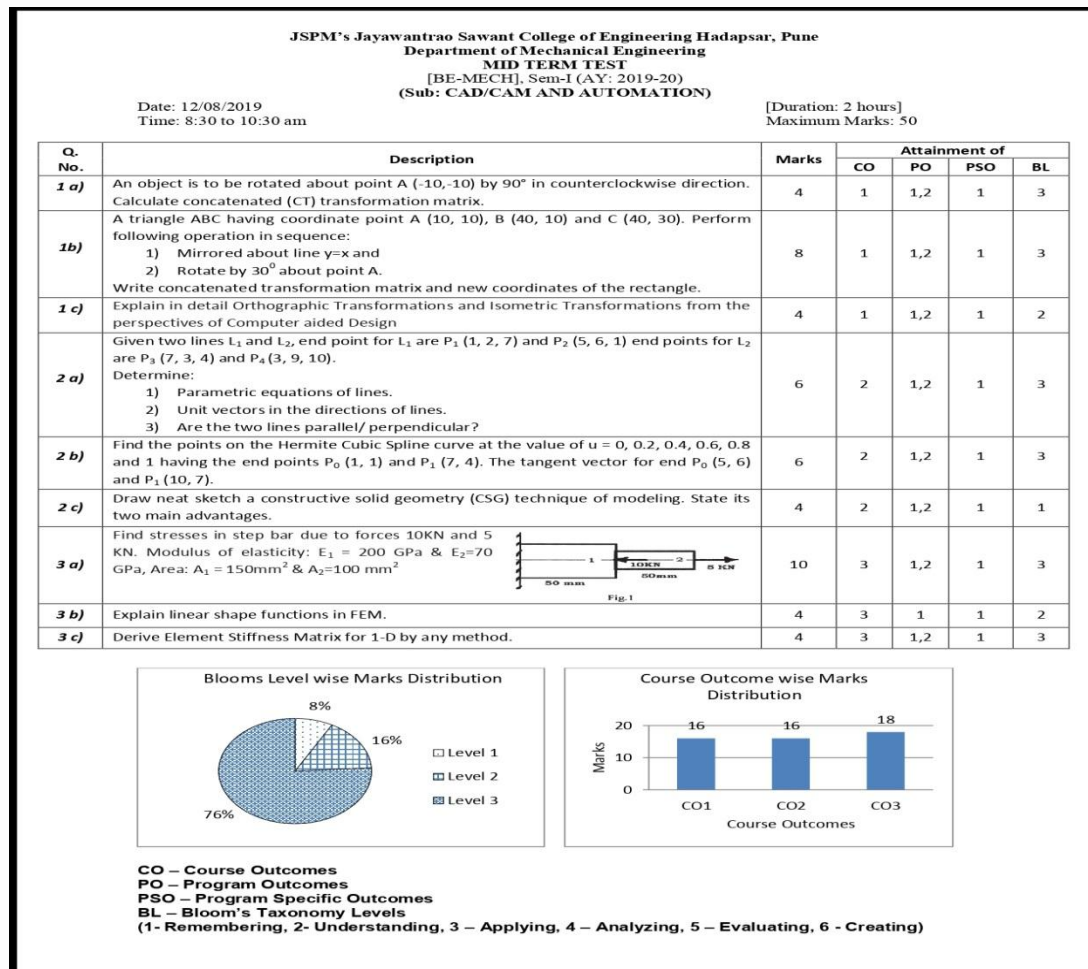 JSPM's Jayawantrao Sawant College of Engineering Hadapsar, Pune
Department of Mechanical Engineering
MID TERM TEST
[BE-MECH], Sem-I (AY: 2019-20)
(Sub: CAD/CAM AND AUTOMATION)
Date: 12/08/2019 [Duration: 2 hours]
Time: 8:30 to 10:30 am Maximum Marks: 50
Q. No. Description Marks Attainment of
CO PO PSO BL
1 a) An object is to be rotated about point A (-10,-10) by 90° in counterclockwise direction.
Calculate concatenated (CT) transformation matrix. 4 1 1,2 1 3
1b) A triangle ABC having coordinate point A (10, 10), B (40, 10) and C (40, 30). Perform
following operation in sequence:
1) Mirrored about line y=x and
2) Rotate by 30⁰ about point A.
Write concatenated transformation matrix and new coordinates of the rectangle. 8 1 1,2 1 3
1 c) Explain in detail Orthographic Transformations and Isometric Transformations from the
perspectives of Computer aided Design 4 1 1,2 1 2
2 a) Given two lines L₁ and L₂, end point for L₁ are P₁ (1, 2, 7) and P₂ (5, 6, 1) end points for L₂
are P₃ (7, 3, 4) and P₄ (3, 9, 10).
Determine:
1) Parametric equations of lines.
2) Unit vectors in the directions of lines.
3) Are the two lines parallel/ perpendicular? 6 2 1,2 1 3
2 b) Find the points on the Hermite Cubic Spline curve at the value of u = 0, 0.2, 0.4, 0.6, 0.8
and 1 having the end points P₀ (1, 1) and P₁ (7, 4). The tangent vector for end P₀ (5, 6)
and P₁ (10, 7). 6 2 1,2 1 3
2 c) Draw neat sketch a constructive solid geometry (CSG) technique of modeling. State its
two main advantages. 4 2 1,2 1 1
3 a) Find stresses in step bar due to forces 10KN and 5
KN. Modulus of elasticity: E₁ = 200 GPa & E₂=70
GPa, Area: A₁ = 150mm² & A₂=100 mm² 10 3 1,2 1 3
1 2
10KN 5 KN
50 mm 50mm
Fig.1
3 b) Explain linear shape functions in FEM. 4 3 1 1 2
3 c) Derive Element Stiffness Matrix for 1-D by any method. 4 3 1,2 1 3
Blooms Level wise Marks Distribution
8%
16%
76%
Level 1
Level 2
Level 3
Course Outcome wise Marks
Distribution
Marks
20
10
0
16 16 18
CO1 CO2 CO3
Course Outcomes
CO – Course Outcomes
PO – Program Outcomes
PSO – Program Specific Outcomes
BL – Bloom's Taxonomy Levels
(1- Remembering, 2- Understanding, 3 – Applying, 4 – Analyzing, 5 – Evaluating, 6 - Creating)